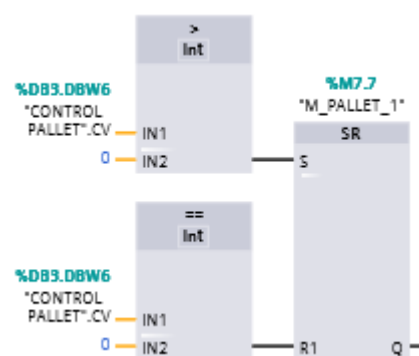 >
Int
%DB3.DBW6
"CONTROL
PALLET".CV
IN1
0
IN2
%M7.7
"M_PALLET_1"
SR
S
==
Int
%DB3.DBW6
"CONTROL
PALLET".CV
IN1
0
IN2
R1
Q